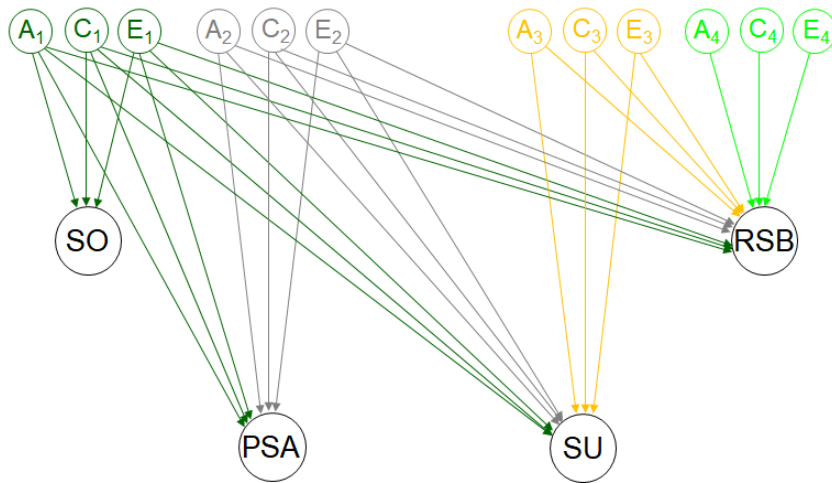 A₁ C₁ E₁ A₂ C₂ E₂ A₃ C₃ E₃ A₄ C₄ E₄
SO RSB
PSA SU